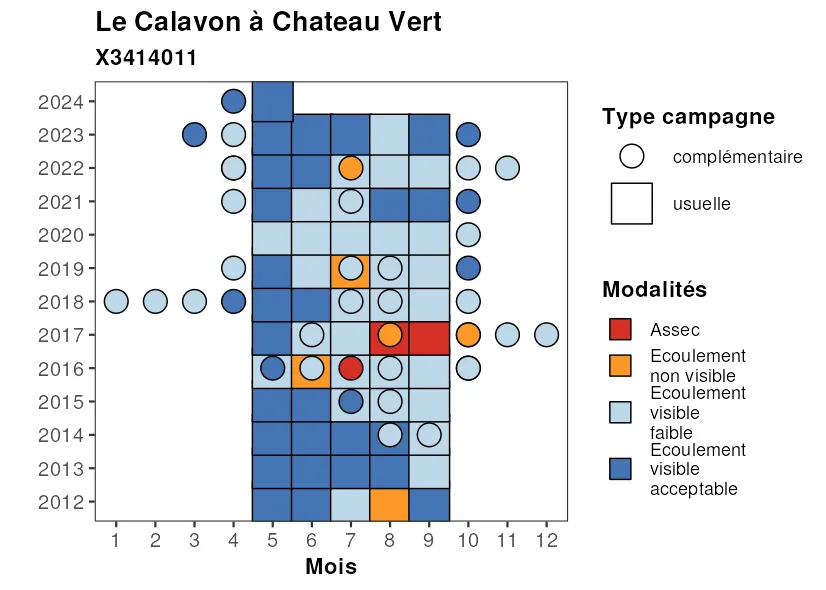 Le Calavon à Chateau Vert
X3414011
2024
2023
2022
2021
2020
2019
2018
2017
2016
2015
2014
2013
2012
1 2 3 4 5 6 7 8 9 10 11 12
Mois
Type campagne
complémentaire
usuelle
Modalités
Assec
Ecoulement
non visible
Ecoulement
visible
faible
Ecoulement
visible
acceptable